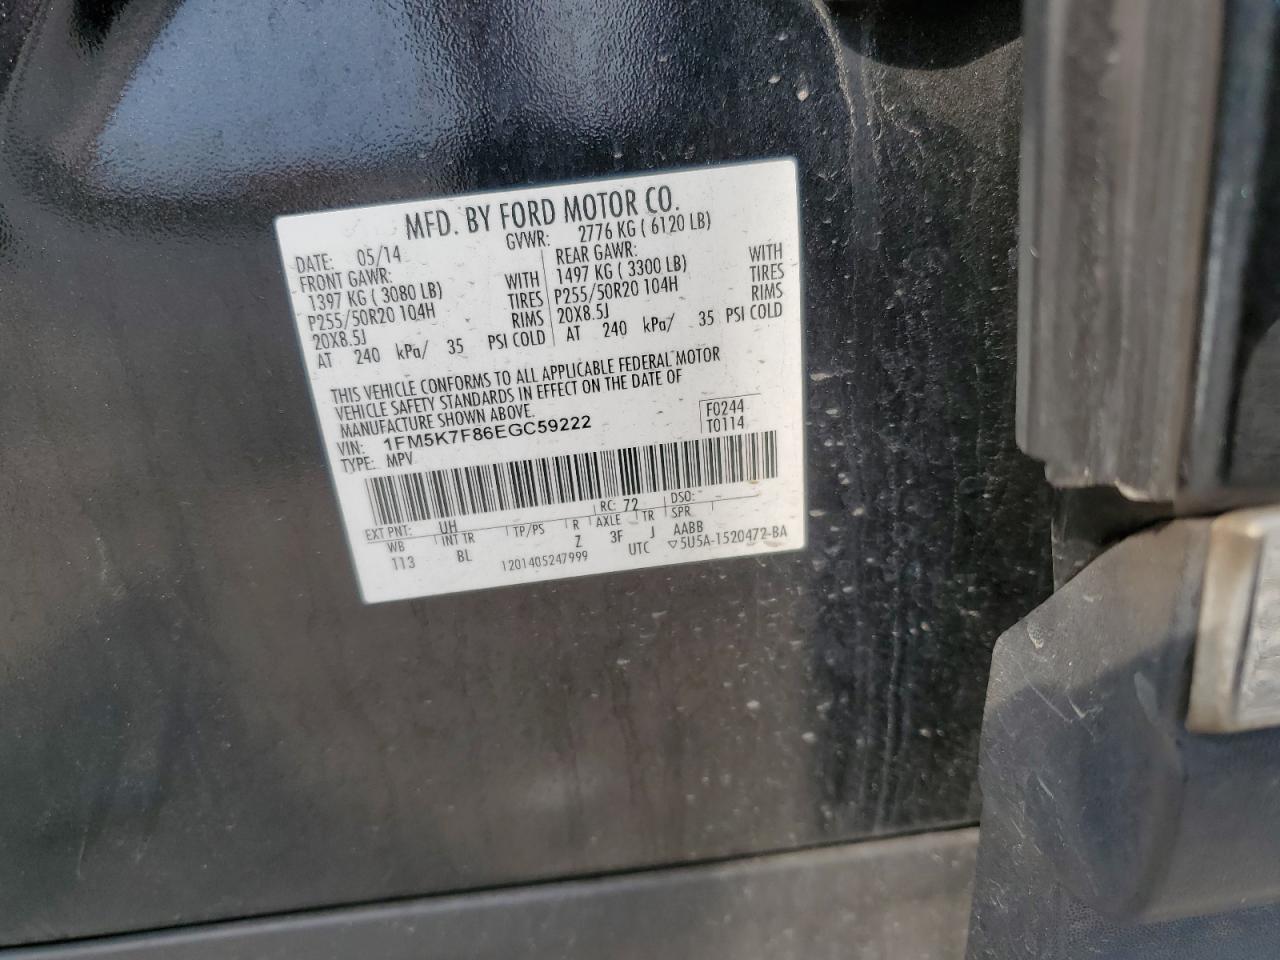 MFD. BY FORD MOTOR CO.
DATE: 05/14 GVWR: 2776 KG ( 6120 LB)
FRONT GAWR: REAR GAWR:
1397 KG ( 3080 LB) WITH 1497 KG ( 3300 LB) WITH
P255/50R20 104H TIRES P255/50R20 104H TIRES
20X8.5J RIMS 20X8.5J RIMS
AT 240 kPa/ 35 PSI COLD AT 240 kPa/ 35 PSI COLD
THIS VEHICLE CONFORMS TO ALL APPLICABLE FEDERAL MOTOR
VEHICLE SAFETY STANDARDS IN EFFECT ON THE DATE OF
MANUFACTURE SHOWN ABOVE.
VIN: 1FM5K7F86EGC59222 F0244
TYPE: MPV T0114
EXT PNT: UH RC: 72 DSO:
WB INT TR TP/PS R AXLE TR SPR
113 BL Z 3F J AABB
1201405247999 UTC ▽5U5A-1520472-BA